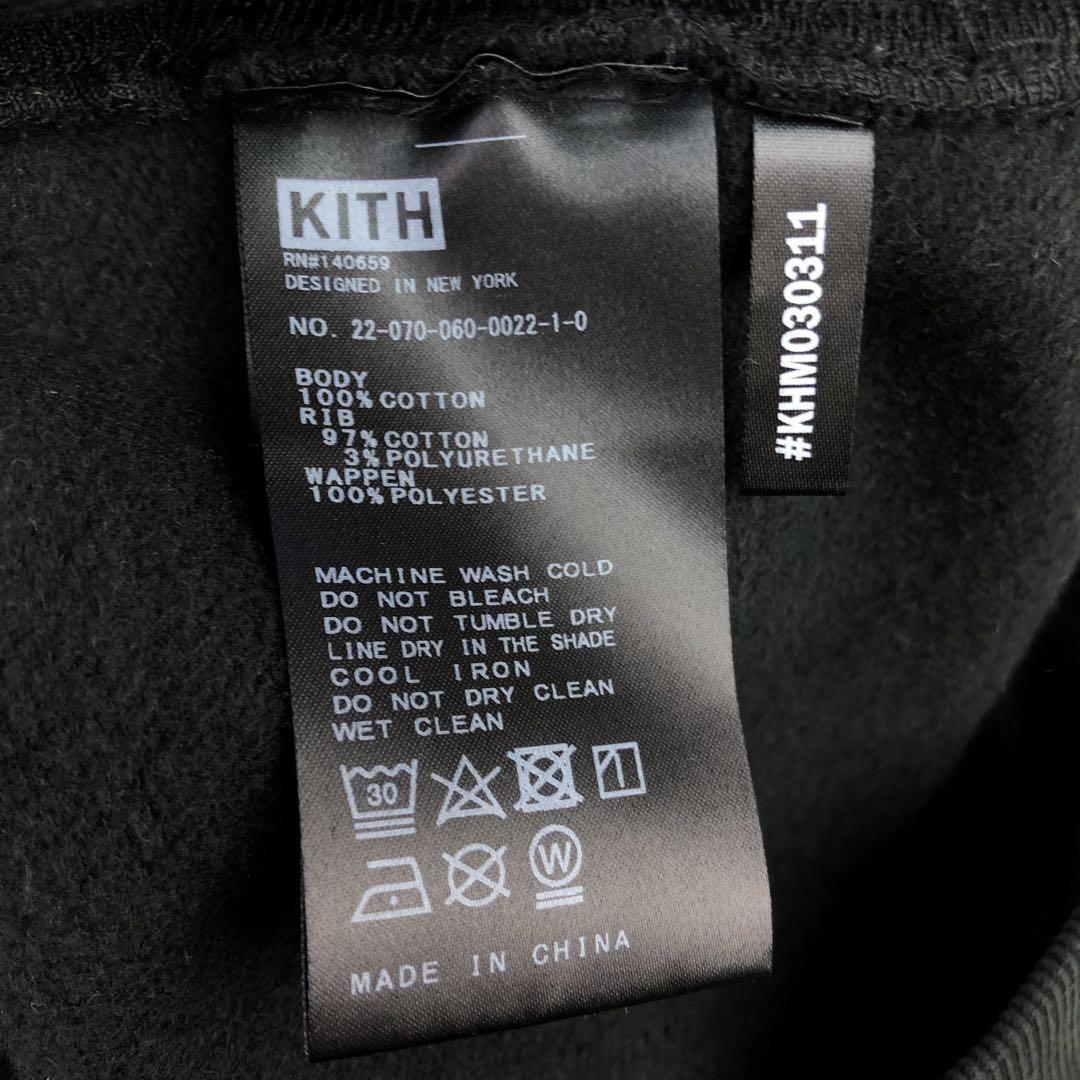 KITH
RN#140659
DESIGNED IN NEW YORK
NO. 22-070-060-0022-1-0
BODY
100% COTTON
RIB
97% COTTON
3% POLYURETHANE
WAPPEN
100% POLYESTER
MACHINE WASH COLD
DO NOT BLEACH
DO NOT TUMBLE DRY
LINE DRY IN THE SHADE
COOL IRON
DO NOT DRY CLEAN
WET CLEAN
30
W
MADE IN CHINA
#KHM030311